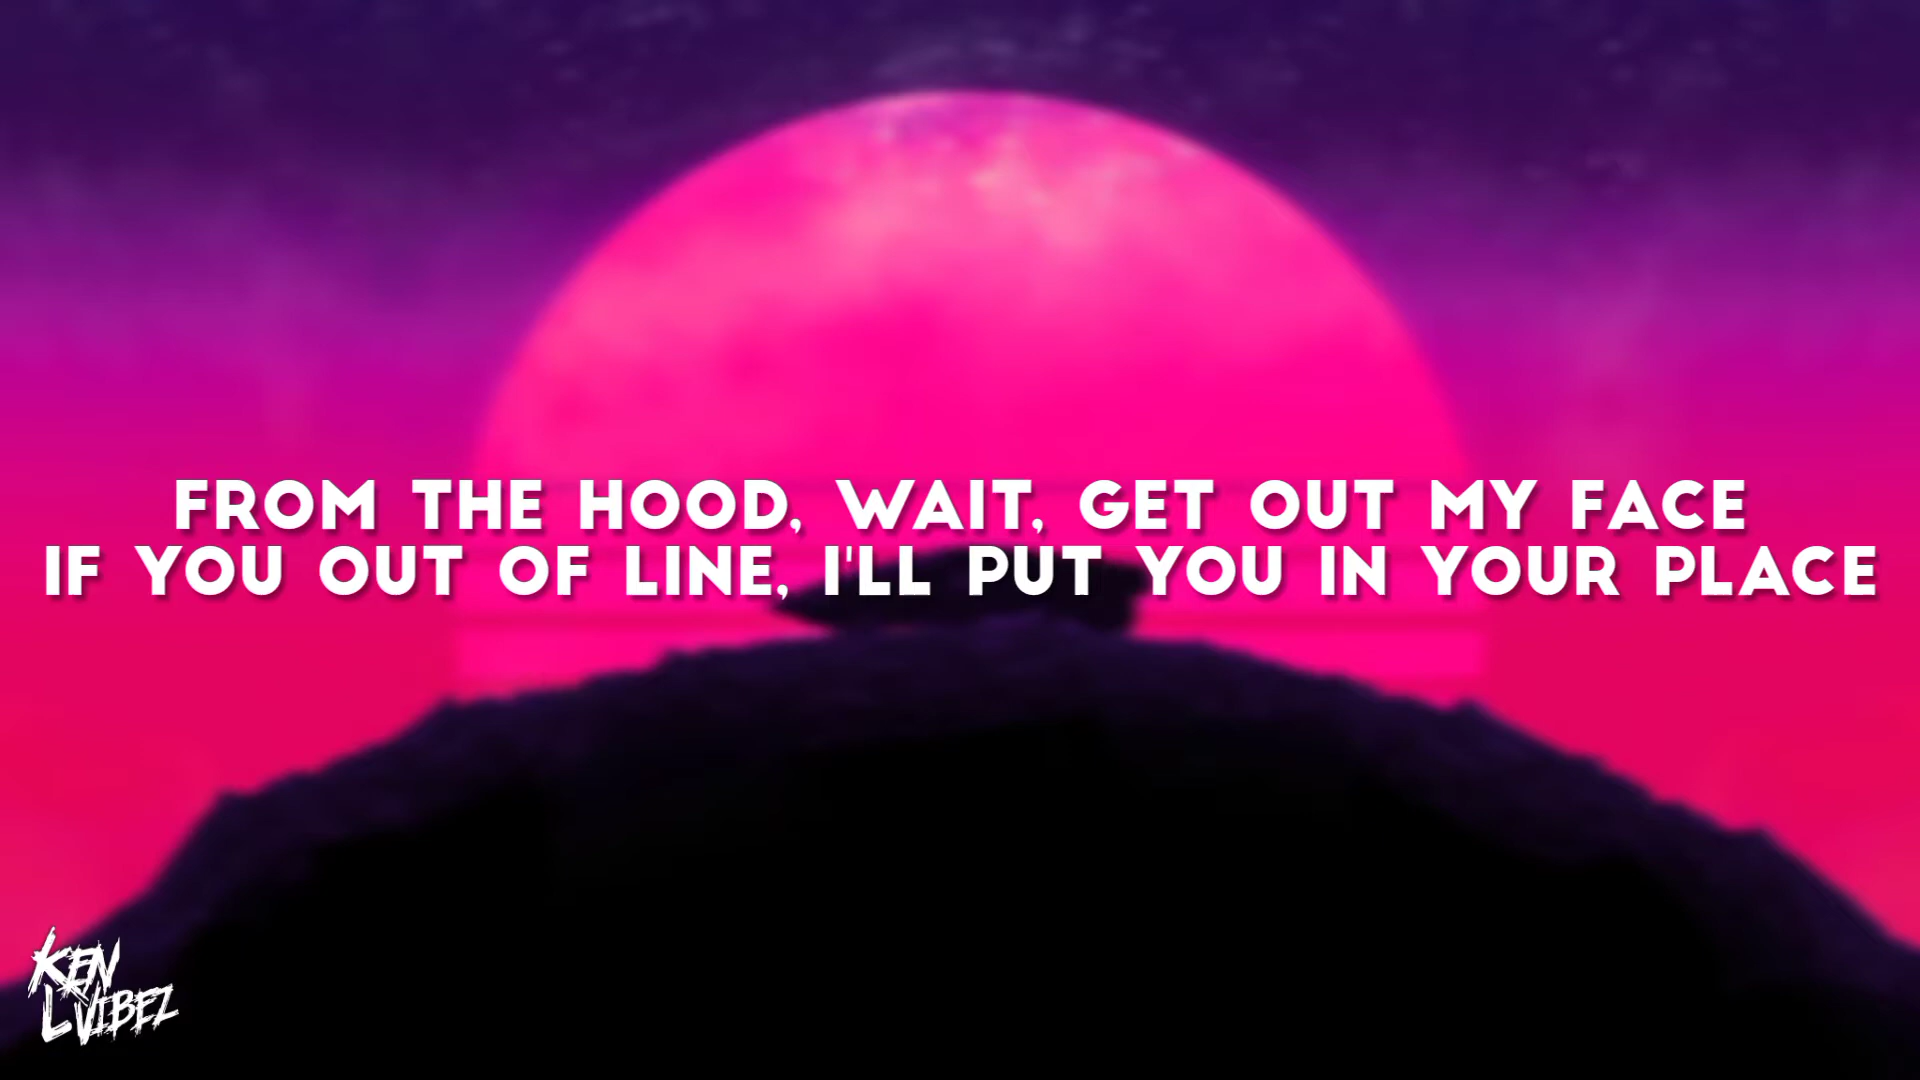 FROM THE HOOD, WAIT, GET OUT MY FACE
IF YOU OUT OF LINE, I'LL PUT YOU IN YOUR PLACE
KEN
LVIBEZ